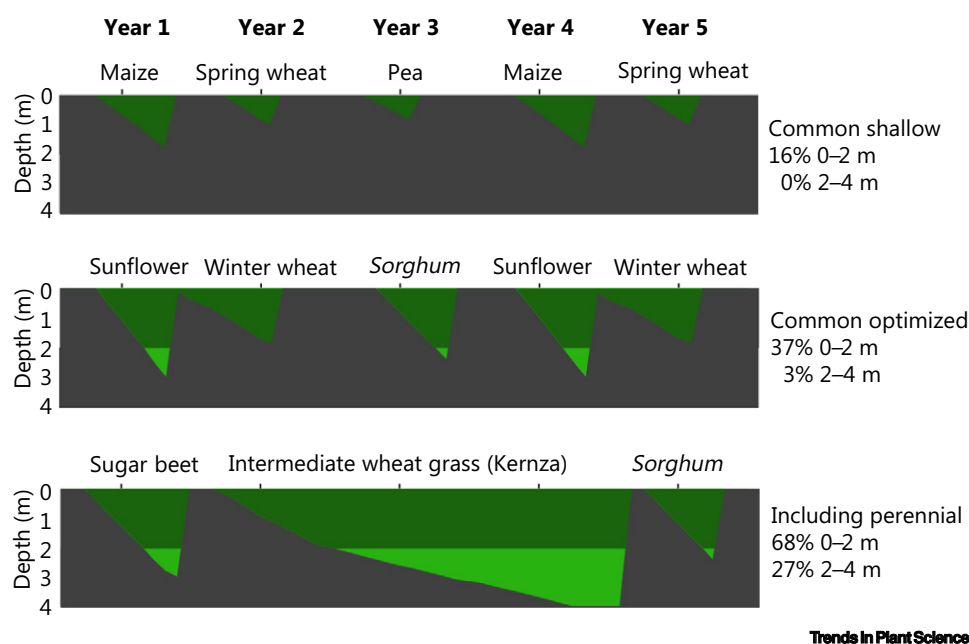 Year 1 Year 2 Year 3 Year 4 Year 5
Maize Spring wheat Pea Maize Spring wheat
Depth (m)
0
1
2
3
4
Common shallow
16% 0–2 m
0% 2–4 m
Sunflower Winter wheat Sorghum Sunflower Winter wheat
Depth (m)
0
1
2
3
4
Common optimized
37% 0–2 m
3% 2–4 m
Sugar beet Intermediate wheat grass (Kernza) Sorghum
Depth (m)
0
1
2
3
4
Including perennial
68% 0–2 m
27% 2–4 m
Trends in Plant Science